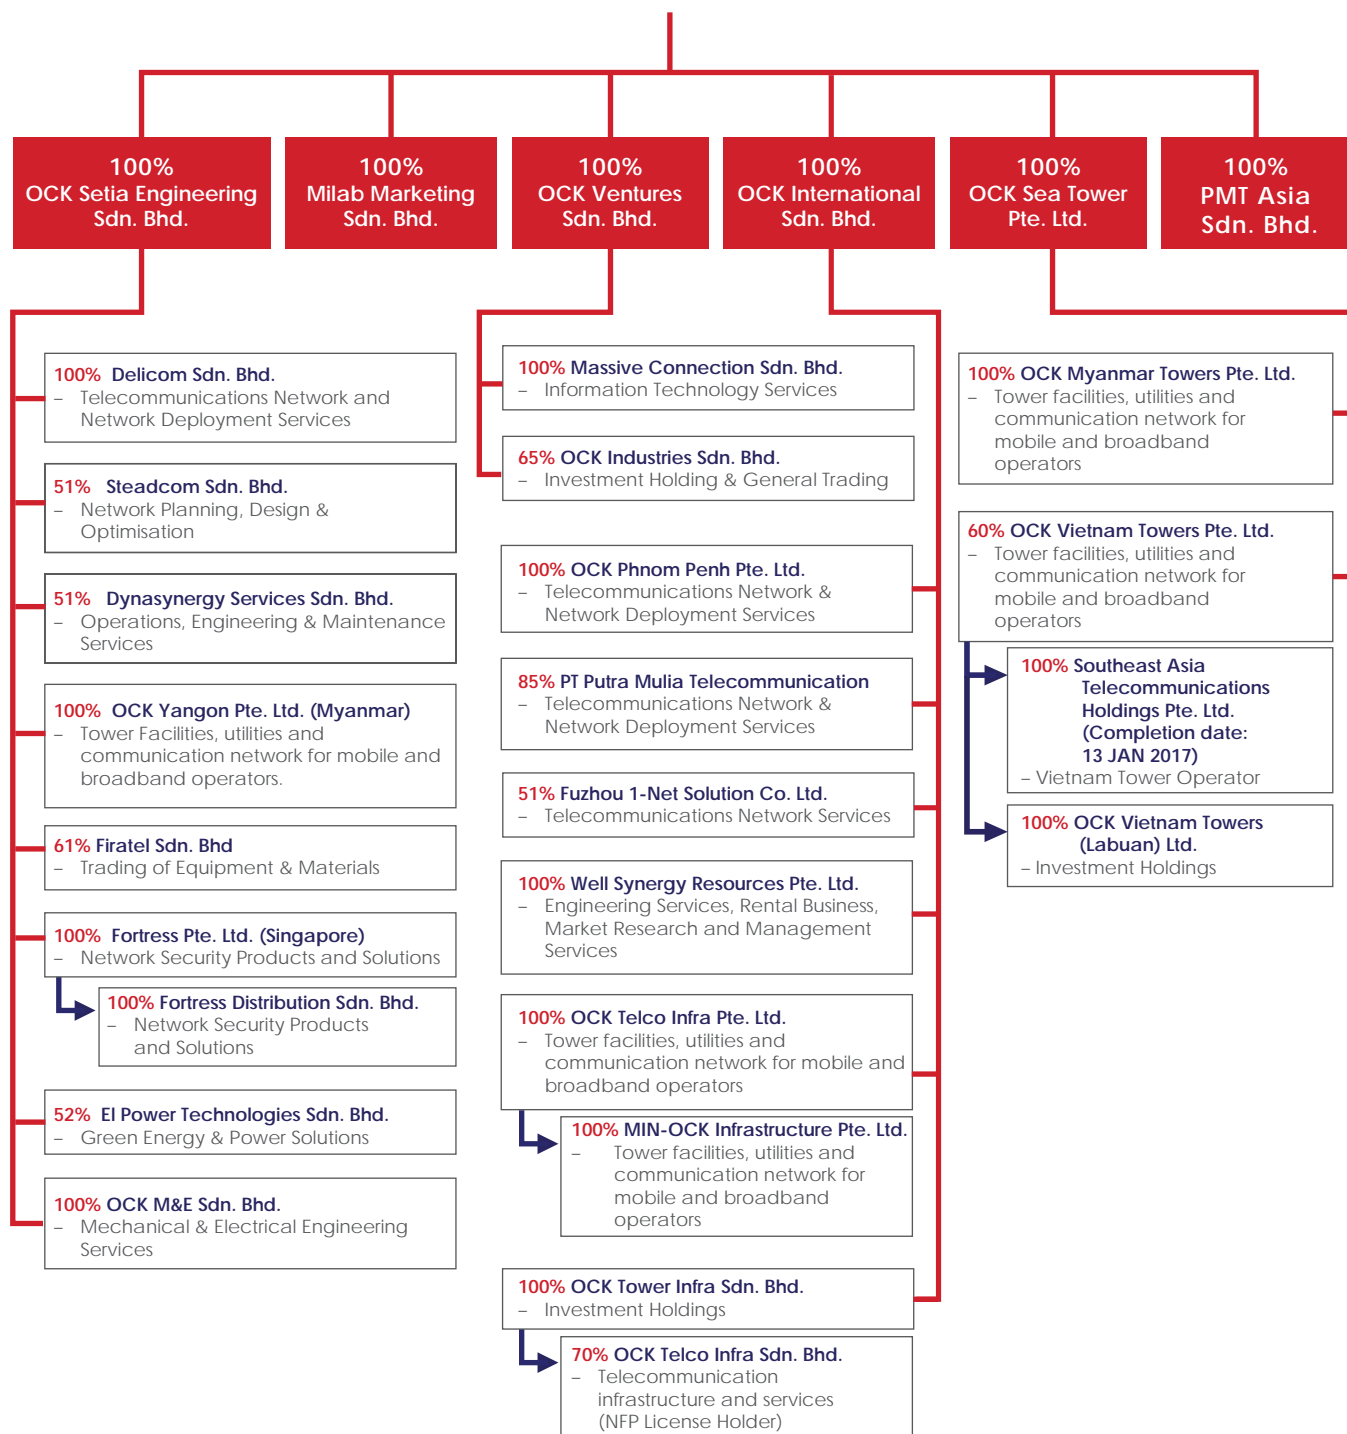 100%
OCK Setia Engineering
Sdn. Bhd.
100%
Milab Marketing
Sdn. Bhd.
100%
OCK Ventures
Sdn. Bhd.
100%
OCK International
Sdn. Bhd.
100%
OCK Sea Tower
Pte. Ltd.
100%
PMT Asia
Sdn. Bhd.
100% Delicom Sdn. Bhd.
– Telecommunications Network and
Network Deployment Services
51% Steadcom Sdn. Bhd.
– Network Planning, Design &
Optimisation
51% Dynasynergy Services Sdn. Bhd.
– Operations, Engineering & Maintenance
Services
100% OCK Yangon Pte. Ltd. (Myanmar)
– Tower Facilities, utilities and
communication network for mobile and
broadband operators.
61% Firatel Sdn. Bhd
– Trading of Equipment & Materials
100% Fortress Pte. Ltd. (Singapore)
– Network Security Products and Solutions
100% Fortress Distribution Sdn. Bhd.
– Network Security Products
and Solutions
52% EI Power Technologies Sdn. Bhd.
– Green Energy & Power Solutions
100% OCK M&E Sdn. Bhd.
– Mechanical & Electrical Engineering
Services
100% Massive Connection Sdn. Bhd.
– Information Technology Services
65% OCK Industries Sdn. Bhd.
– Investment Holding & General Trading
100% OCK Phnom Penh Pte. Ltd.
– Telecommunications Network &
Network Deployment Services
85% PT Putra Mulia Telecommunication
– Telecommunications Network &
Network Deployment Services
51% Fuzhou 1-Net Solution Co. Ltd.
– Telecommunications Network Services
100% Well Synergy Resources Pte. Ltd.
– Engineering Services, Rental Business,
Market Research and Management
Services
100% OCK Telco Infra Pte. Ltd.
– Tower facilities, utilities and
communication network for mobile and
broadband operators
100% MIN-OCK Infrastructure Pte. Ltd.
– Tower facilities, utilities and
communication network for
mobile and broadband
operators
100% OCK Tower Infra Sdn. Bhd.
– Investment Holdings
70% OCK Telco Infra Sdn. Bhd.
– Telecommunication
infrastructure and services
(NFP License Holder)
100% OCK Myanmar Towers Pte. Ltd.
– Tower facilities, utilities and
communication network for
mobile and broadband
operators
60% OCK Vietnam Towers Pte. Ltd.
– Tower facilities, utilities and
communication network for
mobile and broadband
operators
100% Southeast Asia
Telecommunications
Holdings Pte. Ltd.
(Completion date:
13 JAN 2017)
– Vietnam Tower Operator
100% OCK Vietnam Towers
(Labuan) Ltd.
– Investment Holdings